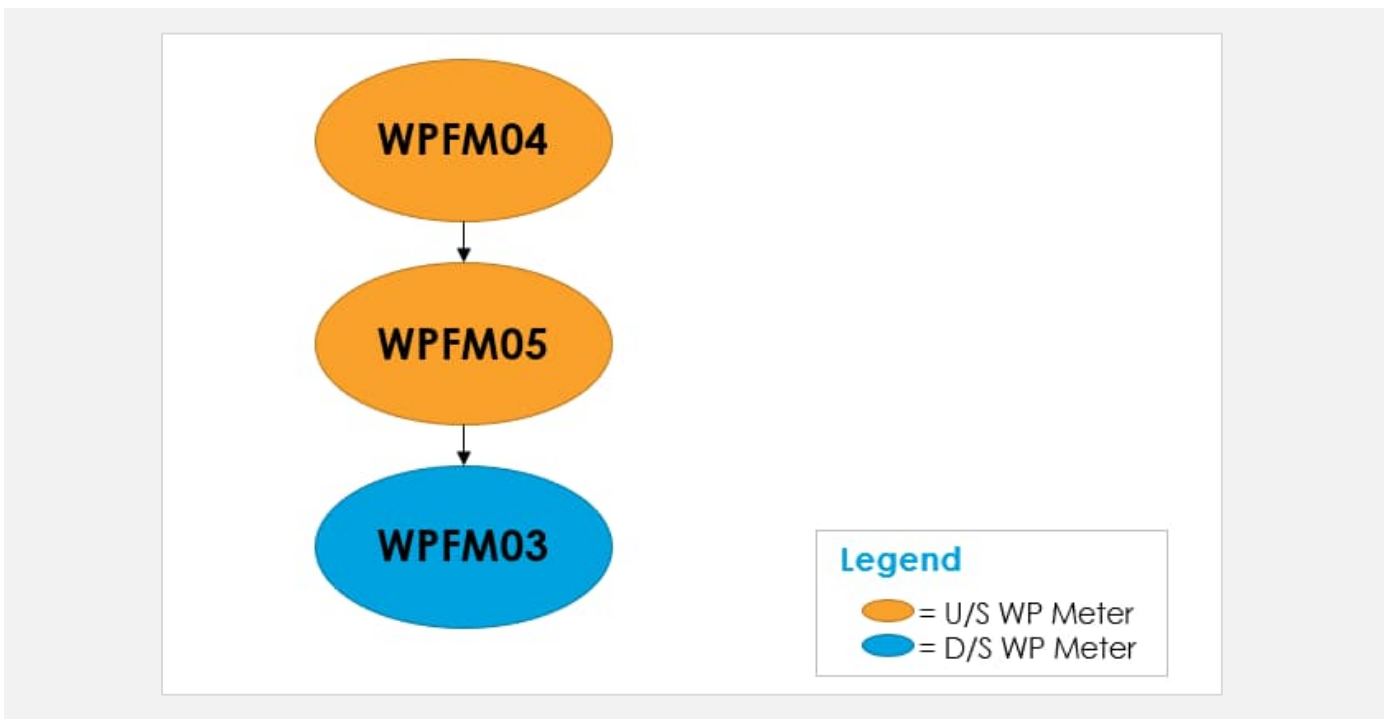 WPFM04
WPFM05
WPFM03
Legend
= U/S WP Meter
= D/S WP Meter